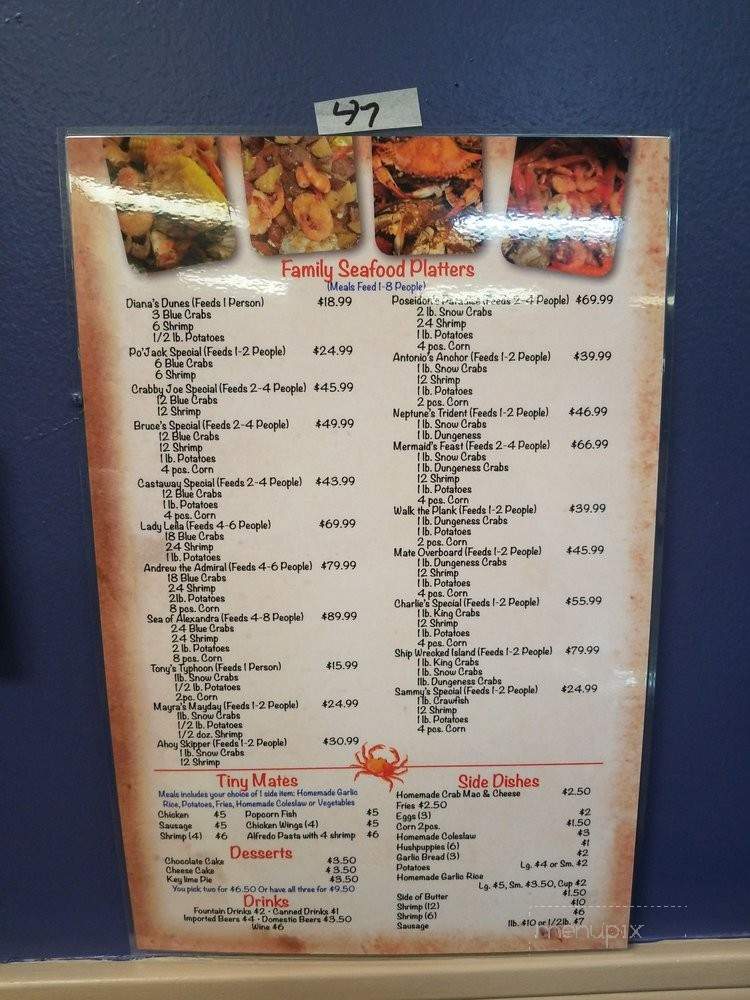 47
Family Seafood Platters
(Meals Feed 1-8 People)
Diana's Dunes (Feeds 1 Person) $18.99
3 Blue Crabs
6 Shrimp
1/2 lb. Potatoes
Po'Jack Special (Feeds 1-2 People) $24.99
6 Blue Crabs
6 Shrimp
Crabby Joe Special (Feeds 2-4 People) $45.99
12 Blue Crabs
12 Shrimp
Bruce's Special (Feeds 2-4 People) $49.99
12 Blue Crabs
12 Shrimp
1 lb. Potatoes
4 pcs. Corn
Castaway Special (Feeds 2-4 People) $43.99
12 Blue Crabs
1 lb. Potatoes
4 pcs. Corn
Lady Leila (Feeds 4-6 People) $69.99
18 Blue Crabs
24 Shrimp
1 lb. Potatoes
Andrew the Admiral (Feeds 4-6 People) $79.99
18 Blue Crabs
24 Shrimp
2 lb. Potatoes
8 pcs. Corn
Sea of Alexandra (Feeds 4-8 People) $89.99
24 Blue Crabs
24 Shrimp
2 lb. Potatoes
8 pcs. Corn
Tony's Typhoon (Feeds 1 Person) $15.99
1lb. Snow Crabs
1/2 lb. Potatoes
2pc. Corn
Mayra's Mayday (Feeds 1-2 People) $24.99
1lb. Snow Crabs
1/2 lb. Potatoes
1/2 doz. Shrimp
Ahoy Skipper (Feeds 1-2 People) $30.99
1 lb. Snow Crabs
12 Shrimp
Poseidon's Paradise (Feeds 2-4 People) $69.99
2 lb. Snow Crabs
24 Shrimp
1 lb. Potatoes
4 pcs. Corn
Antonio's Anchor (Feeds 1-2 People) $39.99
1 lb. Snow Crabs
12 Shrimp
1 lb. Potatoes
2 pcs. Corn
Neptune's Trident (Feeds 1-2 People) $46.99
1 lb. Snow Crabs
1 lb. Dungeness
Mermaid's Feast (Feeds 2-4 People) $66.99
1 lb. Snow Crabs
1 lb. Dungeness Crabs
12 Shrimp
1 lb. Potatoes
4 pcs. Corn
Walk the Plank (Feeds 1-2 People) $39.99
1 lb. Dungeness Crabs
1 lb. Potatoes
2 pcs. Corn
Mate Overboard (Feeds 1-2 People) $45.99
1 lb. Dungeness Crabs
12 Shrimp
1 lb. Potatoes
4 pcs. Corn
Charlie's Special (Feeds 1-2 People) $55.99
1 lb. King Crabs
12 Shrimp
1 lb. Potatoes
4 pcs. Corn
Ship Wrecked Island (Feeds 1-2 People) $79.99
1 lb. King Crabs
1 lb. Snow Crabs
1lb. Dungeness Crabs
Sammy's Special (Feeds 1-2 People) $24.99
1 lb. Crawfish
12 Shrimp
1 lb. Potatoes
4 pcs. Corn
Tiny Mates
Meals includes your choice of 1 side item: Homemade Garlic
Rice, Potatoes, Fries, Homemade Coleslaw or Vegetables
Chicken $5 Popcorn Fish $5
Sausage $5 Chicken Wings (4) $5
Shrimp (4) $6 Alfredo Pasta with 4 shrimp $6
Desserts
Chocolate Cake $3.50
Cheese Cake $3.50
Key lime Pie $3.50
You pick two for $6.50 Or have all three for $9.50
Drinks
Fountain Drinks $2 · Canned Drinks $1
Imported Beers $4 · Domestic Beers $3.50
Wine $6
Side Dishes
Homemade Crab Mac & Cheese $2.50
Fries $2.50
Eggs (3) $2
Corn 2pcs. $1.50
Homemade Coleslaw $3
Hushpuppies (6) $1
Garlic Bread (3) $2
Potatoes Lg. $4 or Sm. $2
Homemade Garlic Rice
Lg. $5, Sm. $3.50, Cup $2
Side of Butter $1.50
Shrimp (12) $10
Shrimp (6) $6
Sausage 1lb. $10 or 1/2lb. $7
menupix